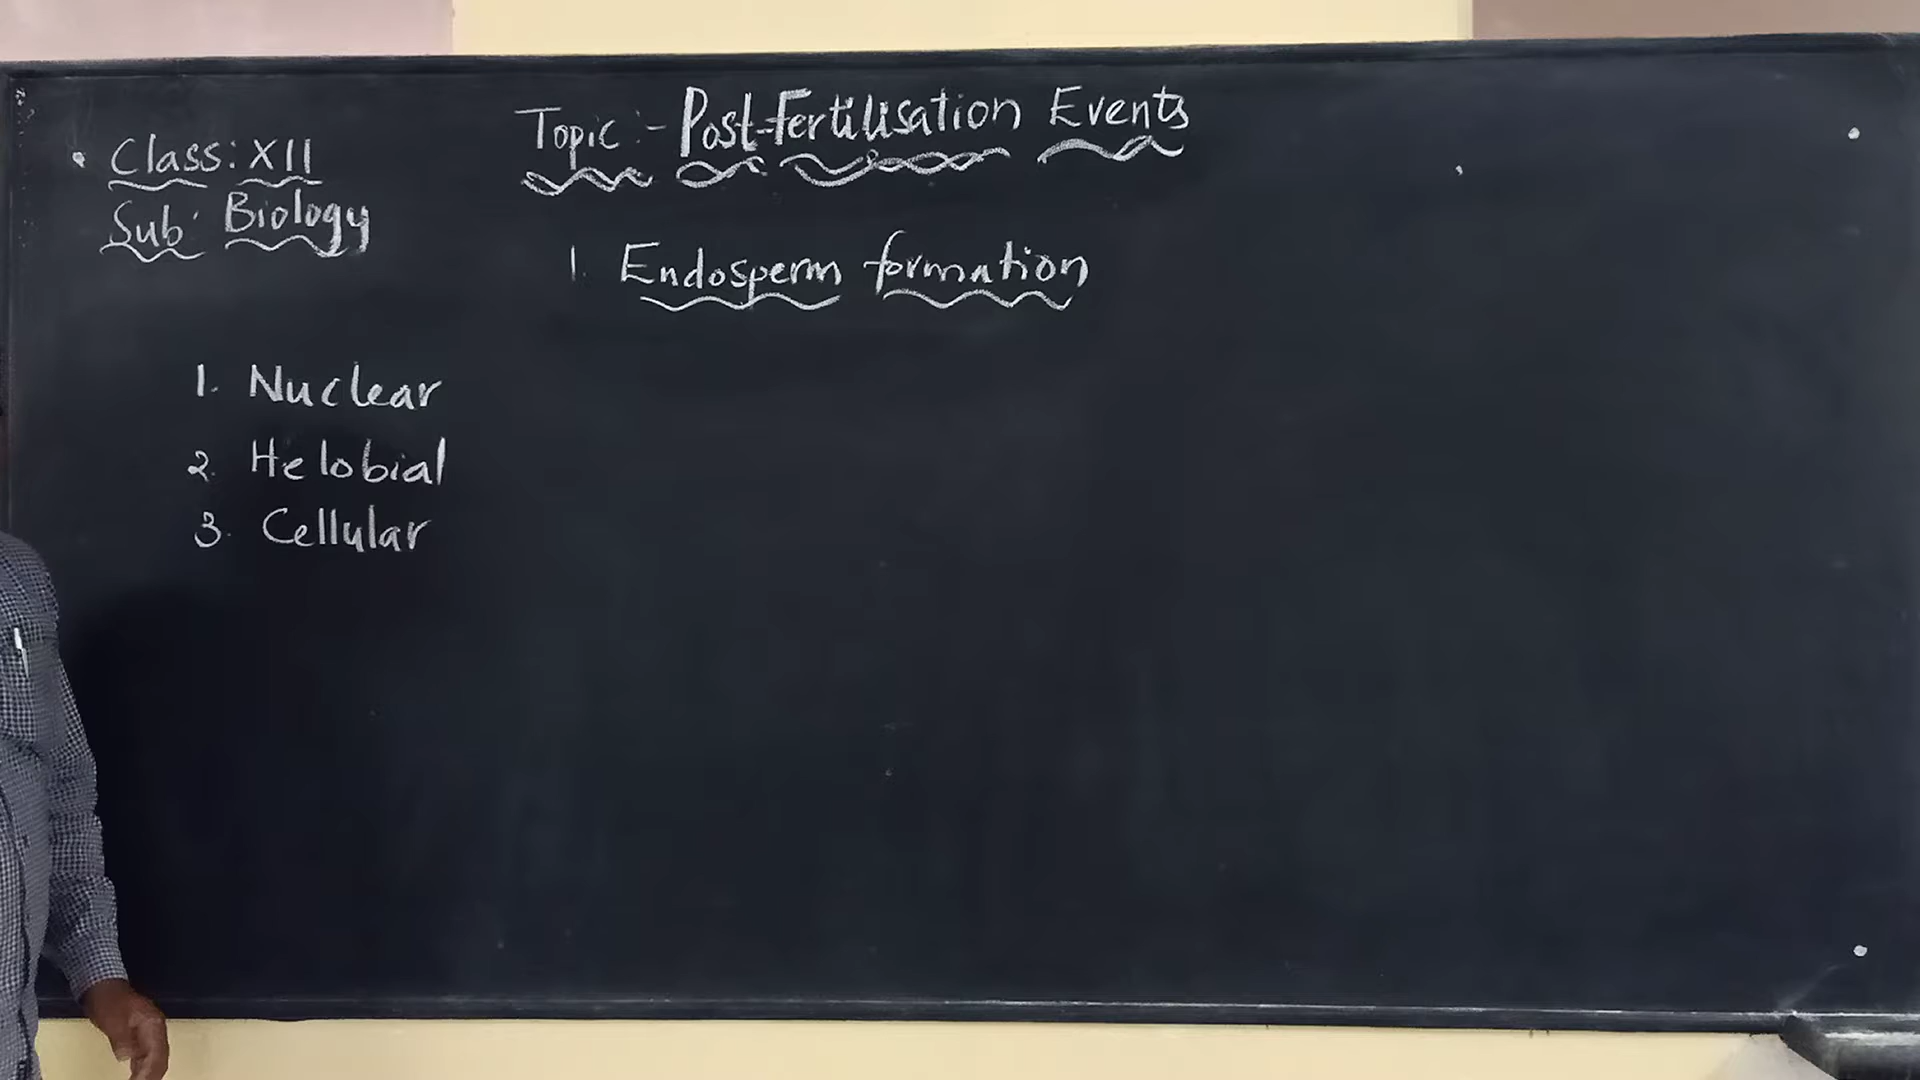 Topic :- Post-Fertilisation Events
Class: XII
Sub: Biology
1. Endosperm formation
1. Nuclear
2. Helobial
3. Cellular